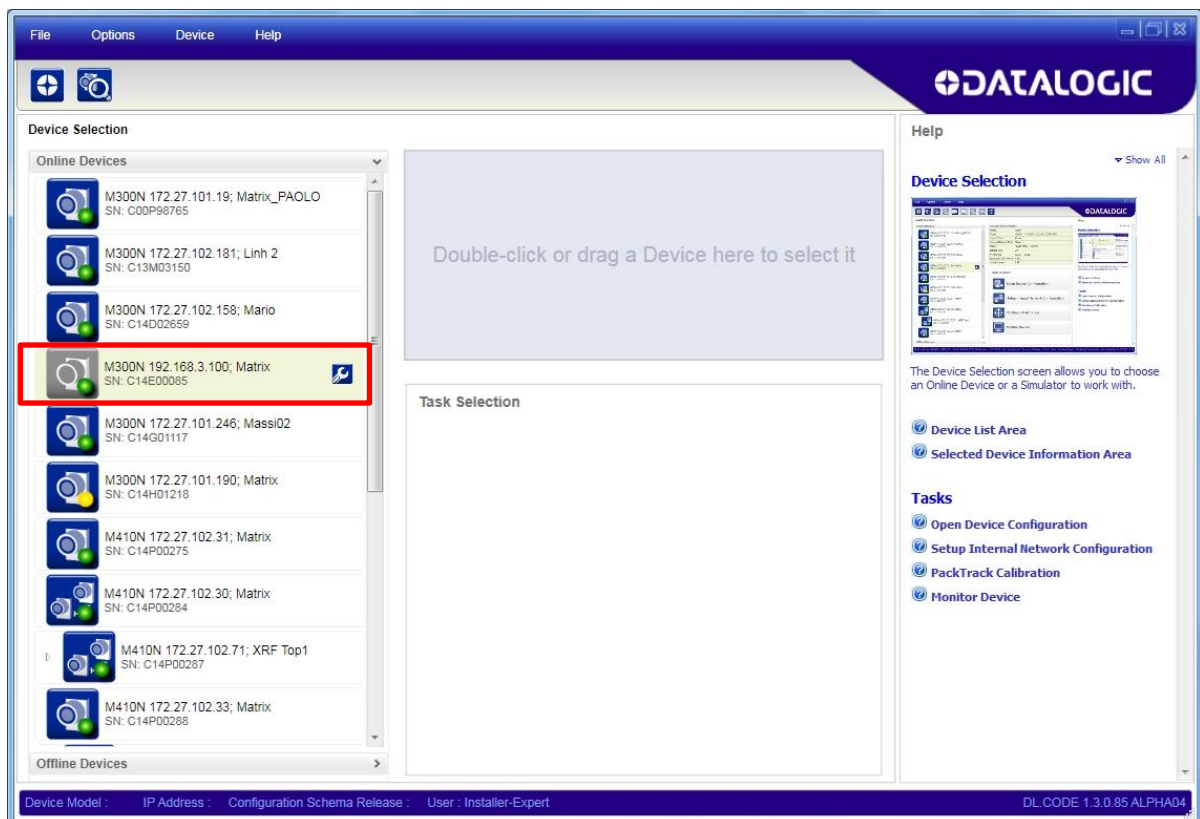 File Options Device Help
DATALOGIC
Device Selection
Online Devices
M300N 172.27.101.19; Matrix_PAOLO
SN: C00P98765
M300N 172.27.102.181; Linh 2
SN: C13M03150
M300N 172.27.102.158; Mario
SN: C14D02659
M300N 192.168.3.100; Matrix
SN: C14E00085
M300N 172.27.101.246; Massi02
SN: C14G01117
M300N 172.27.101.190; Matrix
SN: C14H01218
M410N 172.27.102.31; Matrix
SN: C14P00275
M410N 172.27.102.30; Matrix
SN: C14P00284
M410N 172.27.102.71; XRF Top1
SN: C14P00287
M410N 172.27.102.33; Matrix
SN: C14P00288
Offline Devices
Double-click or drag a Device here to select it
Task Selection
Help
Show All
Device Selection
DATALOGIC
The Device Selection screen allows you to choose
an Online Device or a Simulator to work with.
Device List Area
Selected Device Information Area
Tasks
Open Device Configuration
Setup Internal Network Configuration
PackTrack Calibration
Monitor Device
Device Model : IP Address : Configuration Schema Release : User : Installer-Expert DL.CODE 1.3.0.85 ALPHA04